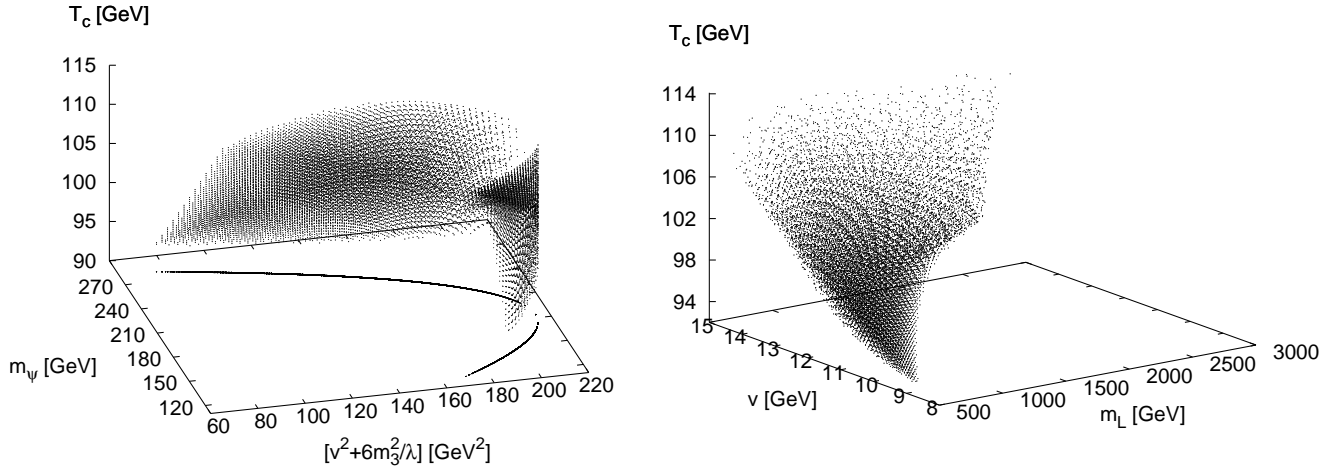 T_c [GeV]
115
110
105
100
95
90
270
240
210
180
150
120
m_ψ [GeV]
60 80 100 120 140 160 180 200 220
[v^2+6m_3^2/λ] [GeV^2]
T_c [GeV]
114
110
106
102
98
94
15 14 13 12 11 10 9 8
v [GeV]
500 1000 1500 2000 2500 3000
m_L [GeV]